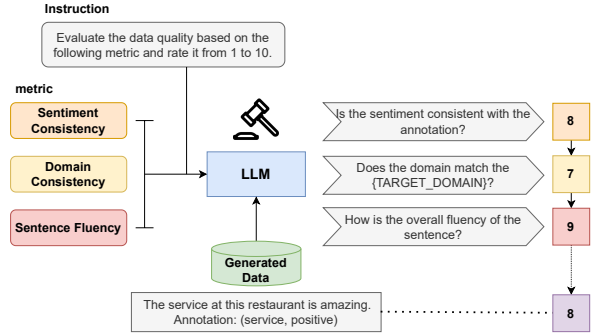 Instruction
Evaluate the data quality based on the
following metric and rate it from 1 to 10.
metric
Sentiment
Consistency
Domain
Consistency
Sentence Fluency
LLM
Generated
Data
Is the sentiment consistent with the
annotation?
8
Does the domain match the
{TARGET_DOMAIN}?
7
How is the overall fluency of the
sentence?
9
The service at this restaurant is amazing.
Annotation: (service, positive)
8